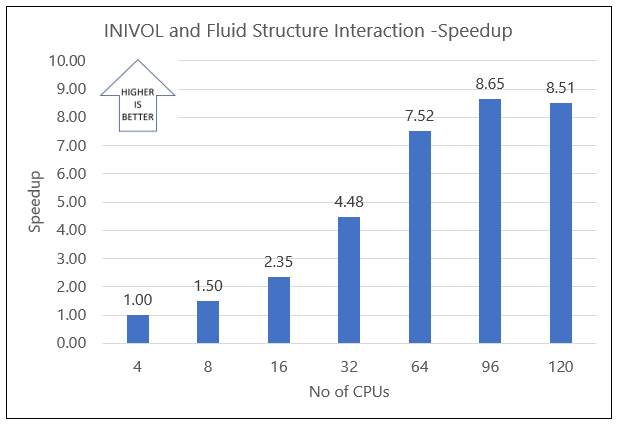 INIVOL and Fluid Structure Interaction -Speedup
HIGHER
IS
BETTER
Speedup
10.00
9.00
8.00
7.00
6.00
5.00
4.00
3.00
2.00
1.00
0.00
1.00
1.50
2.35
4.48
7.52
8.65
8.51
4 8 16 32 64 96 120
No of CPUs